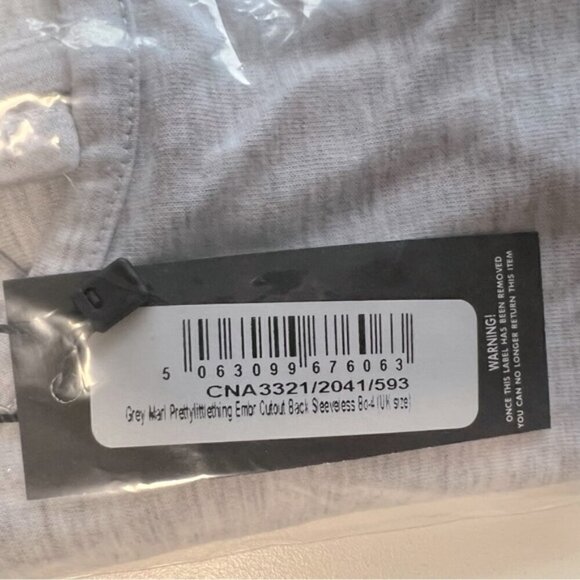 5 063099 676063
CNA3321/2041/593
Grey Marl Prettylittlething Embr Cutout Back Sleeveless Bo-4 (UK size)
WARNING!
ONCE THIS LABEL HAS BEEN REMOVED
YOU CAN NO LONGER RETURN THIS ITEM